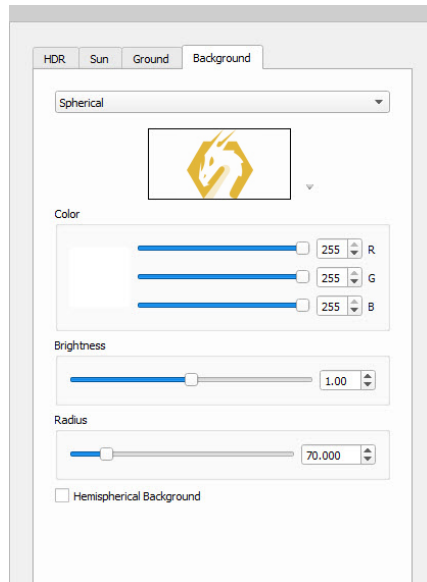 HDR Sun Ground Background
Spherical
Color
255 R
255 G
255 B
Brightness
1.00
Radius
70.000
Hemispherical Background